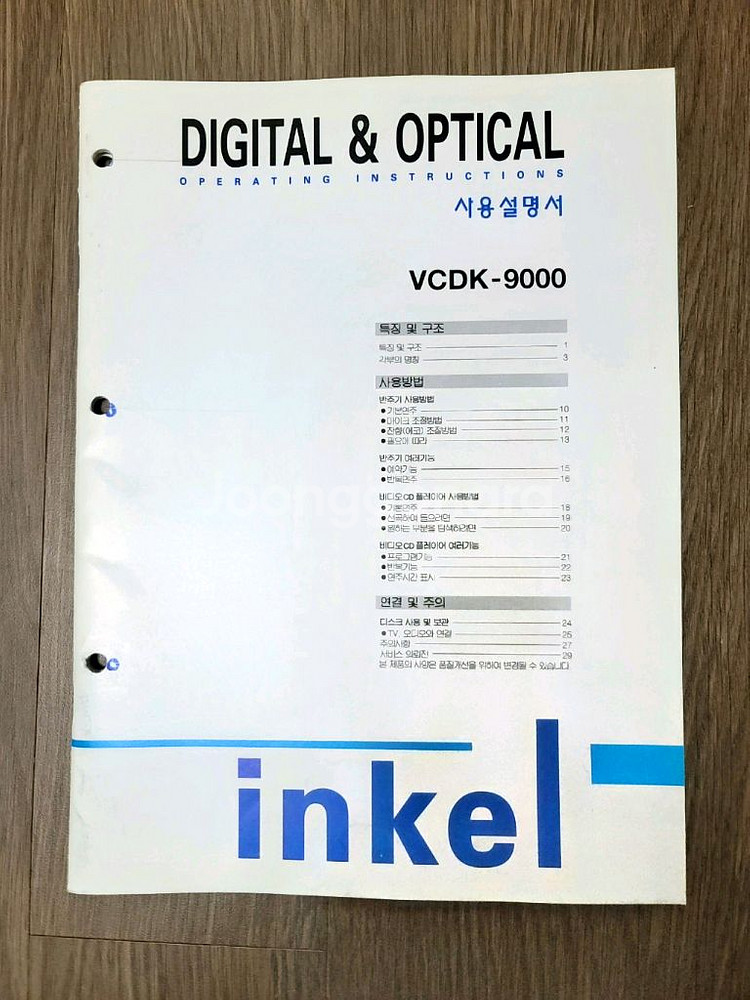 DIGITAL & OPTICAL
OPERATING INSTRUCTIONS
사용설명서
VCDK-9000
특징 및 구조
특징 및 구조 1
각부의 명칭 3
사용방법
반주기 사용방법
●기본연주 10
●마이크 조절방법 11
●잔향(에코) 조절방법 12
●필요에 따라 13
반주기 여러기능
●예약기능 15
●반복연주 16
비디오CD 플레이어 사용방법
●기본연주 18
●선곡하여 들으려면 19
●원하는 부분을 탐색하려면 20
비디오CD 플레이어 여러기능
●프로그램기능 21
●반복기능 22
●연주시간 표시 23
연결 및 주의
디스크 사용 및 보관 24
●TV, 오디오와 연결 25
주의사항 27
서비스 의뢰전 29
본 제품의 사양은 품질개선을 위하여 변경될 수 있습니다
inkel